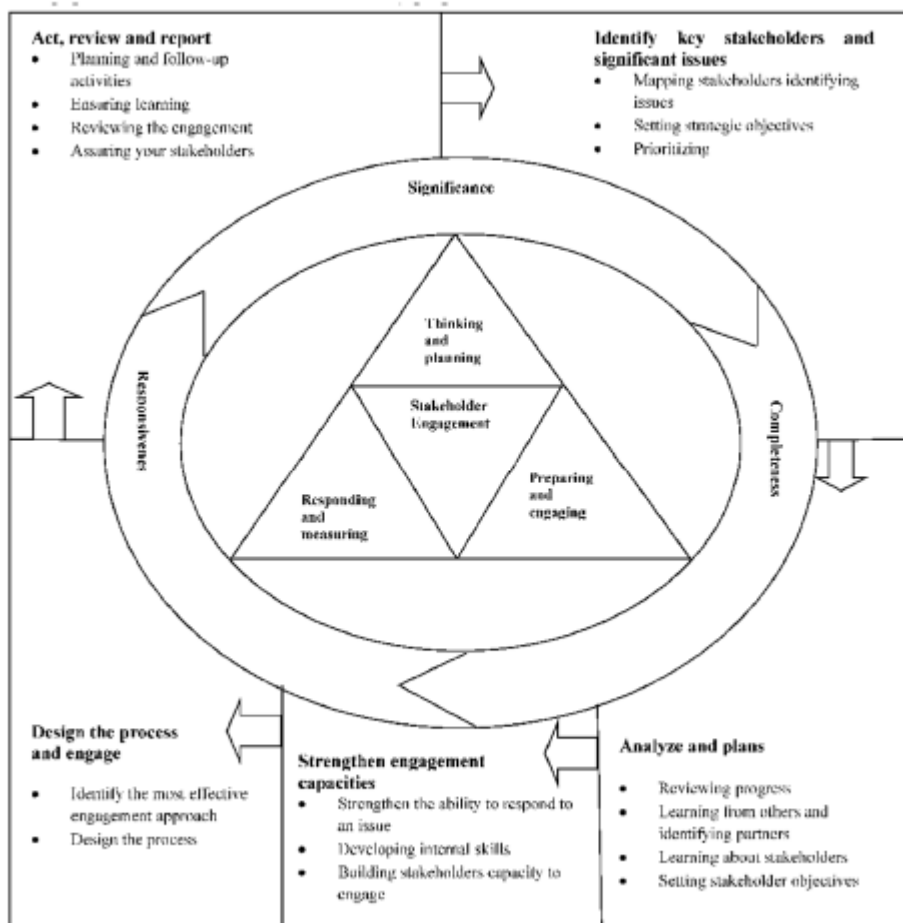 Act, review and report
• Planning and follow-up
activities
• Ensuring learning
• Reviewing the engagement
• Assuring your stakeholders
Identify key stakeholders and
significant issues
• Mapping stakeholders identifying
issues
• Setting strategic objectives
• Prioritizing
Significance
Thinking
and
planning
Stakeholder
Engagement
Responding
and
measuring
Preparing
and
engaging
Responsivenes
Completeness
Design the process
and engage
• Identify the most effective
engagement approach
• Design the process
Strengthen engagement
capacities
• Strengthen the ability to respond to
an issue
• Developing internal skills
• Building stakeholders capacity to
engage
Analyze and plans
• Reviewing progress
• Learning from others and
identifying partners
• Learning about stakeholders
• Setting stakeholder objectives